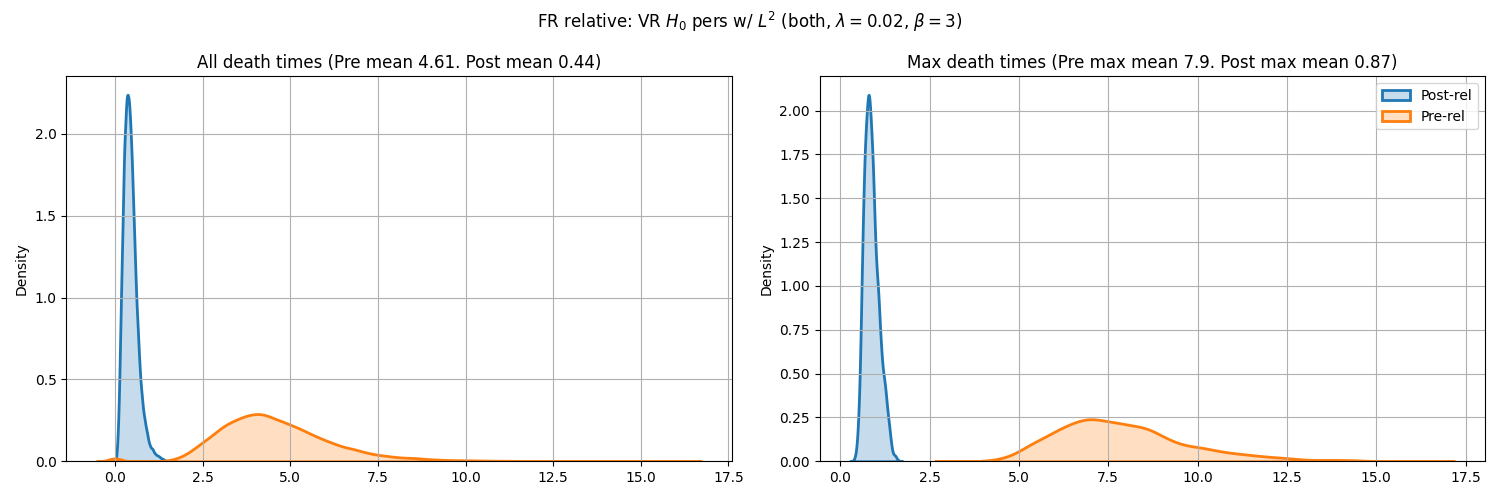 FR relative: VR $H_0$ pers w/ $L^2$ (both, $\lambda = 0.02$, $\beta = 3$)
All death times (Pre mean 4.61. Post mean 0.44)
Density
2.0
1.5
1.0
0.5
0.0
0.0 2.5 5.0 7.5 10.0 12.5 15.0 17.5
Max death times (Pre max mean 7.9. Post max mean 0.87)
Post-rel
Pre-rel
Density
2.00
1.75
1.50
1.25
1.00
0.75
0.50
0.25
0.00
0.0 2.5 5.0 7.5 10.0 12.5 15.0 17.5